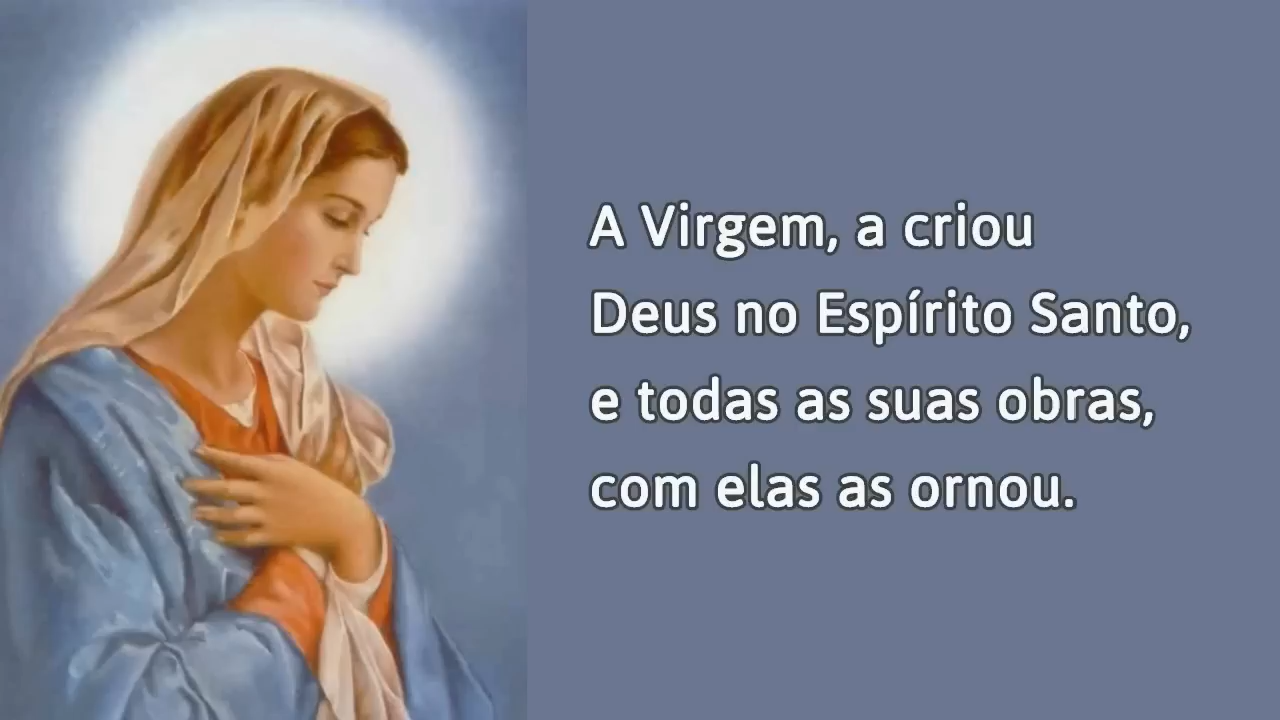 A Virgem, a criou
Deus no Espírito Santo,
e todas as suas obras,
com elas as ornou.